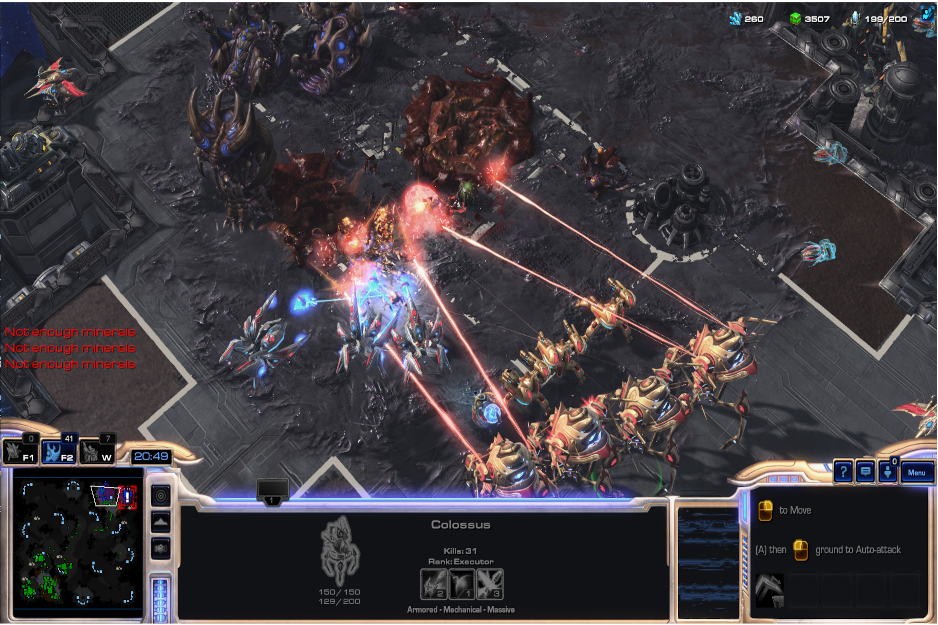 260 3507 199/200
Not enough minerals
Not enough minerals
Not enough minerals
0 41 7
F1 F2 W
20:49
0
? Menu
1
Colossus
Kills: 31
Rank: Executor
2 1 3
150/150
129/200
Armored - Mechanical - Massive
to Move
[A] then ground to Auto-attack